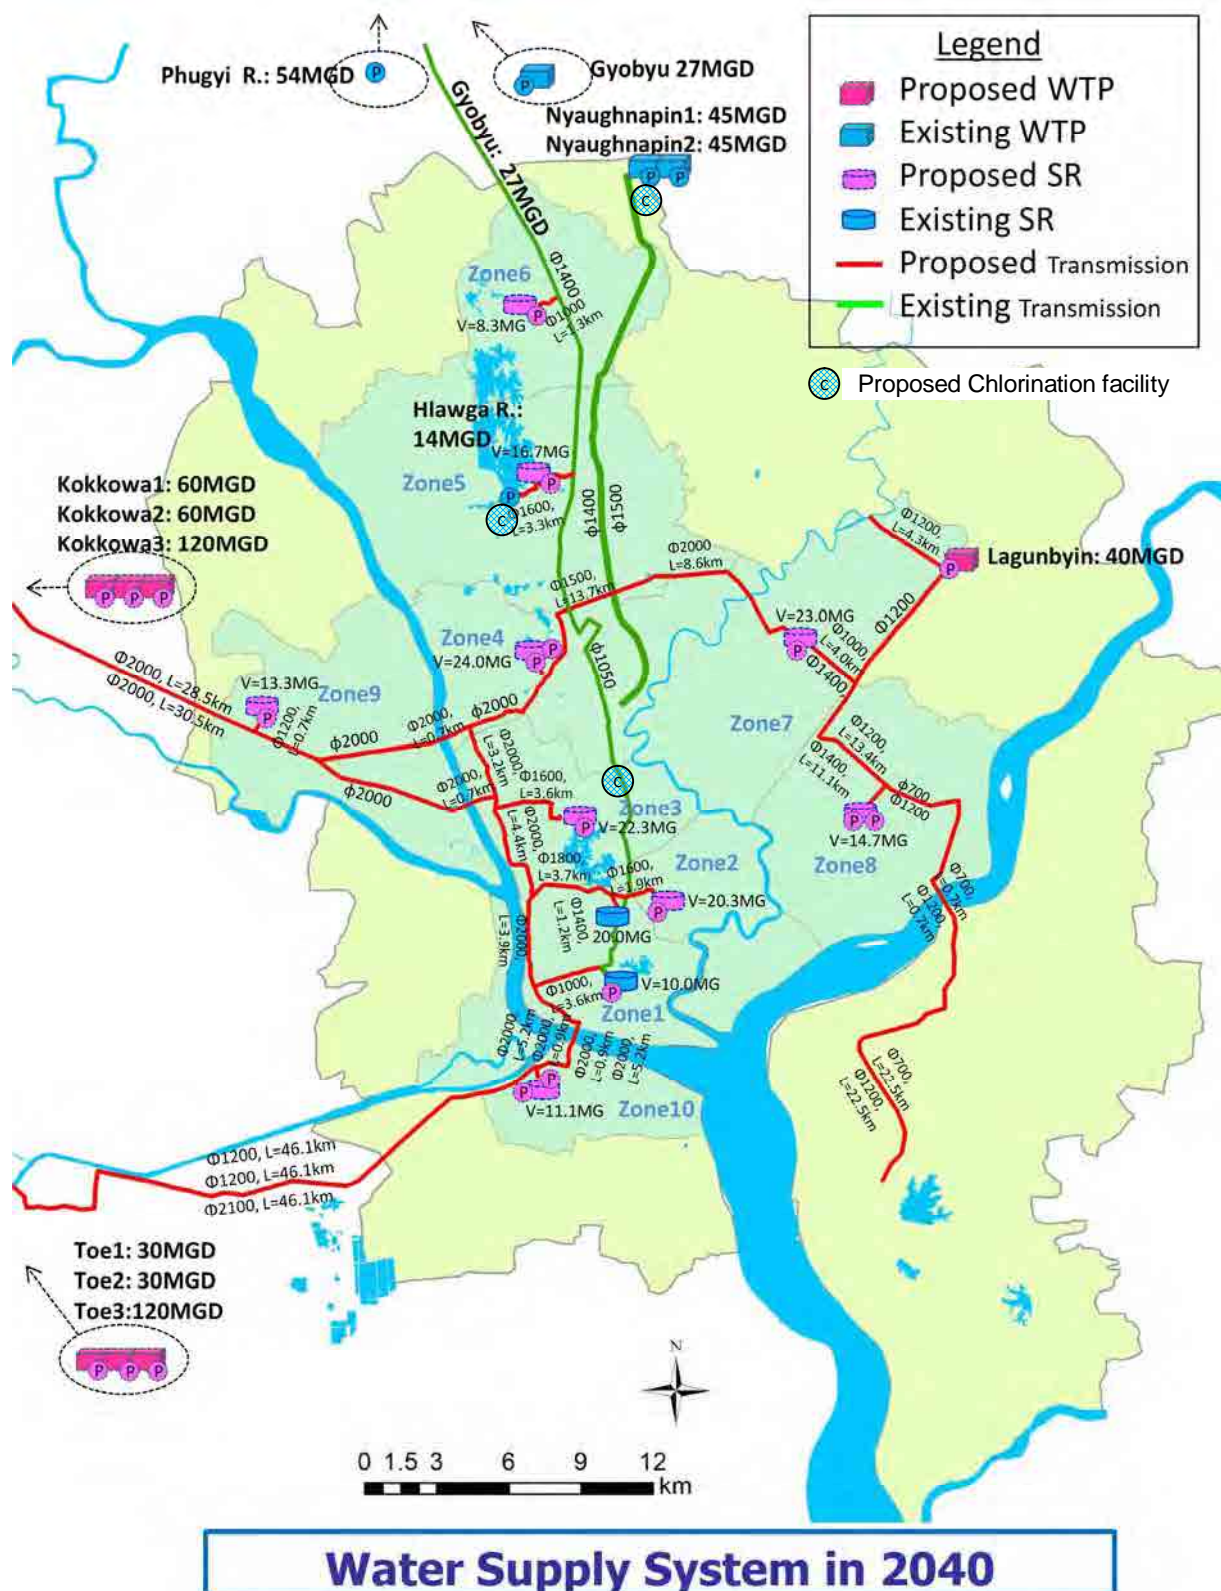 Legend
Proposed WTP
Existing WTP
Proposed SR
Existing SR
Proposed Transmission
Existing Transmission
C Proposed Chlorination facility
Phugyi R.: 54MGD
P
P
Gyobyu 27MGD
Nyaughnapin1: 45MGD
Nyaughnapin2: 45MGD
P P
C
Gyobyu: 27MGD
Zone6
V=8.3MG
P
Φ1400
Φ1000
L=1.3km
Hlawga R.:
14MGD
V=16.7MG
P
P
C
Zone5
Φ1600,
L=3.3km
Φ1400
Φ1500
Kokkowa1: 60MGD
Kokkowa2: 60MGD
Kokkowa3: 120MGD
P P P
Φ1200,
L=4.3km
P
Lagunbyin: 40MGD
Φ2000
L=8.6km
Φ1500,
L=13.7km
Zone4
V=24.0MG
P P
Φ1050
V=23.0MG
P
Φ1000,
L=4.0km
Φ1400,
Φ1200
Zone7
Φ2000, L=28.5km
Φ2000, L=30.5km
V=13.3MG
P
Zone9
Φ1200,
L=0.7km
Φ2000
Φ2000,
L=0.7km
Φ2000
Φ2000
Φ2000,
L=0.7km
Φ2000,
L=3.2km
Φ1600,
L=3.6km
C
Zone3
P
V=22.3MG
Φ2000,
L=4.4km
Φ1200,
L=13.4km
Φ1400,
L=11.1km
Φ700
Φ1200
P P
V=14.7MG
Zone8
Φ1800,
L=3.7km
Φ1600,
L=1.9km
Zone2
P
V=20.3MG
Φ1400,
L=1.2km
20.0MG
Φ2000,
L=3.9km
Φ700,
L=0.7km
Φ1200,
L=0.7km
Φ1000,
L=3.6km
P
V=10.0MG
Zone1
Φ2000
L=5.2km
Φ2000,
L=0.9km
Φ2000,
L=0.9km
Φ2000,
L=5.2km
P P
V=11.1MG
Zone10
Φ700,
L=22.5km
Φ1200,
L=22.5km
Φ1200, L=46.1km
Φ1200, L=46.1km
Φ2100, L=46.1km
Toe1: 30MGD
Toe2: 30MGD
Toe3:120MGD
P P P
N
0 1.5 3 6 9 12
km
Water Supply System in 2040